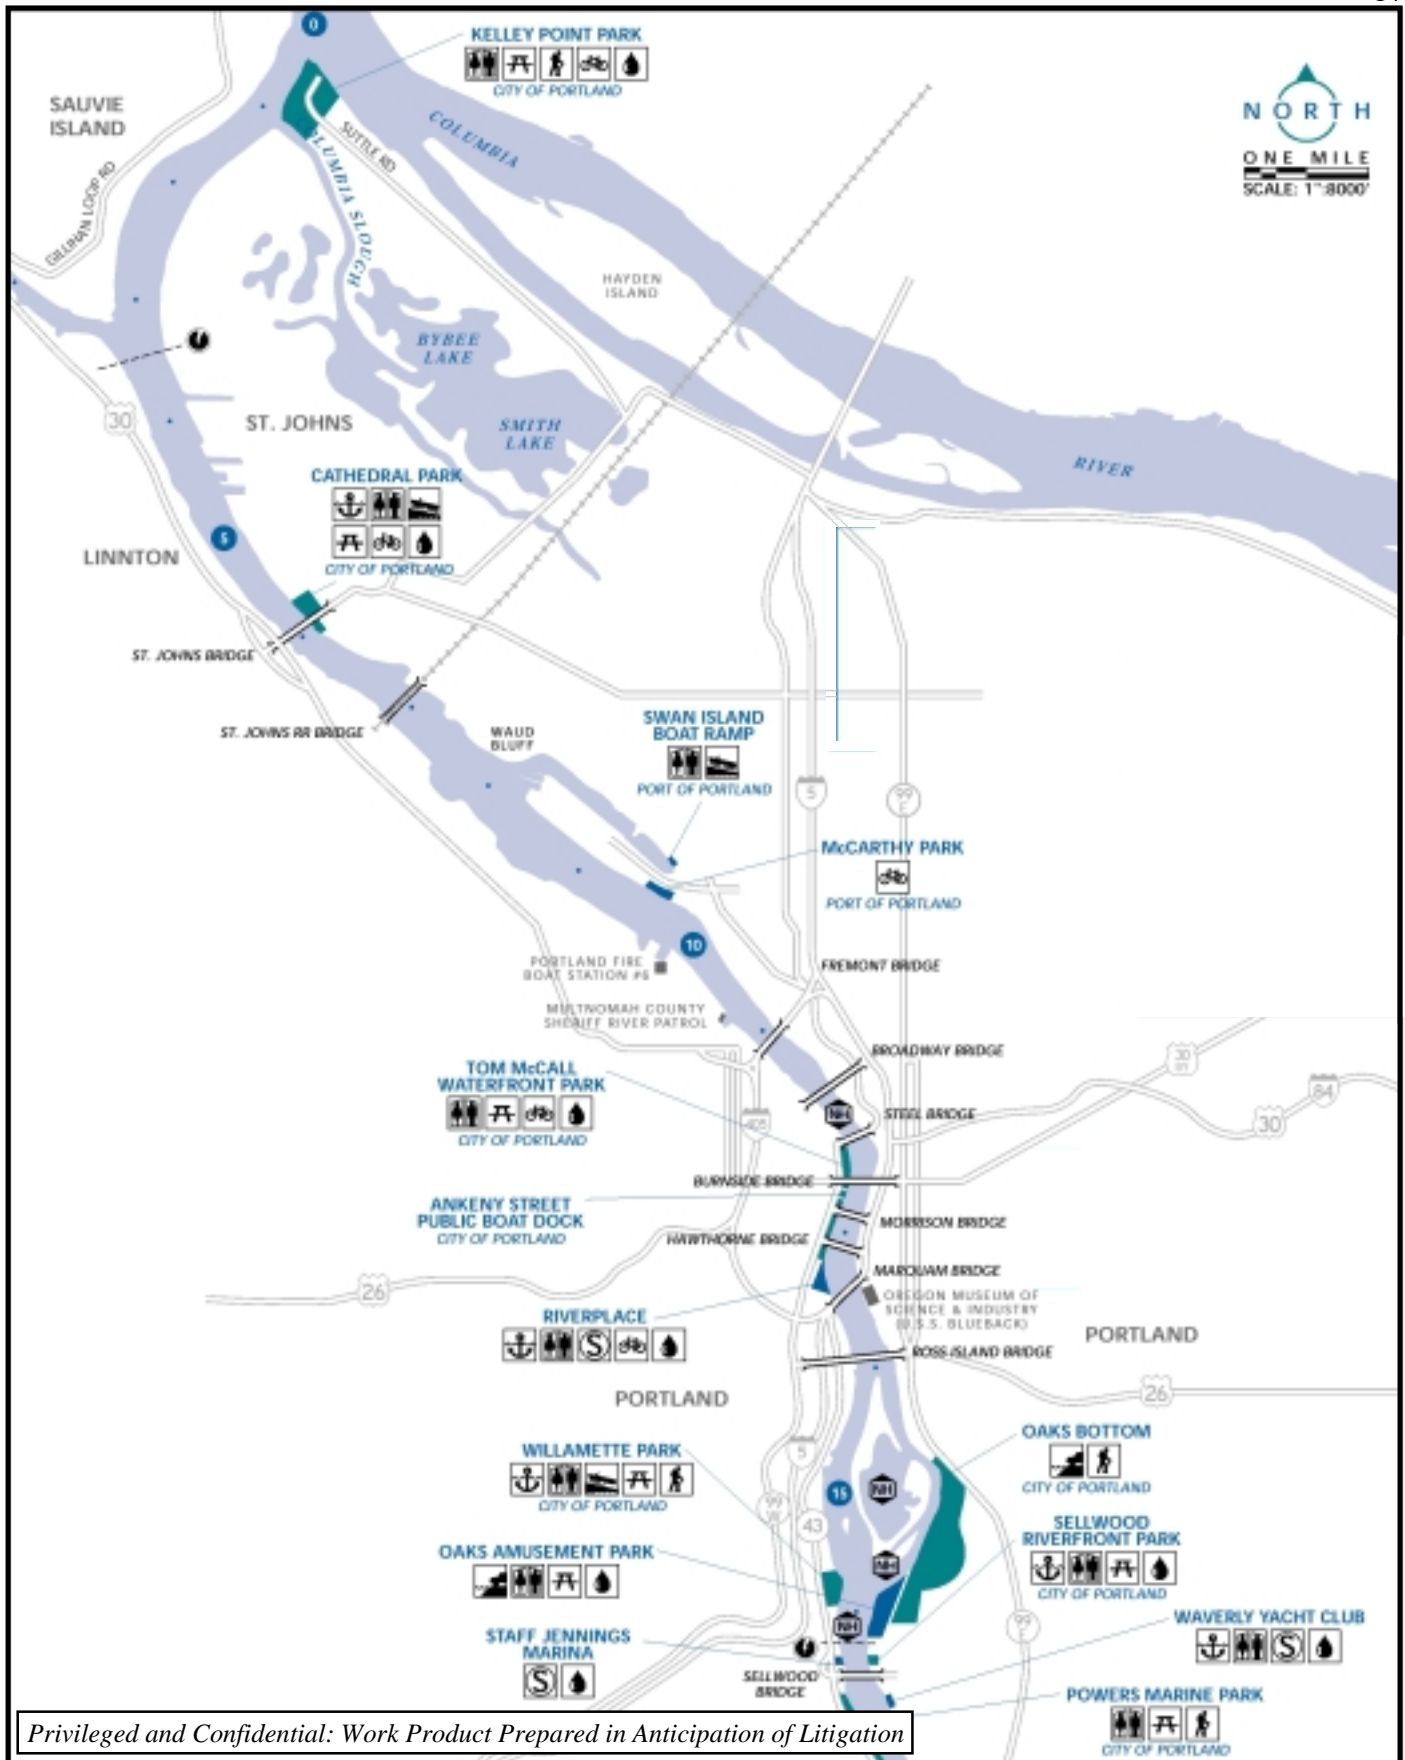 0
KELLEY POINT PARK
CITY OF PORTLAND
NORTH
ONE MILE
SCALE: 1":8000'
SAUVIE
ISLAND
GILLIHAN LOOP RD
SUTTLE RD
COLUMBIA
COLUMBIA SLOUGH
HAYDEN
ISLAND
BYBEE
LAKE
SMITH
LAKE
RIVER
30
ST. JOHNS
CATHEDRAL PARK
CITY OF PORTLAND
5
LINNTON
ST. JOHNS BRIDGE
ST. JOHNS RR BRIDGE
WAUD
BLUFF
SWAN ISLAND
BOAT RAMP
PORT OF PORTLAND
5
99
E
McCARTHY PARK
PORT OF PORTLAND
10
PORTLAND FIRE
BOAT STATION #6
FREMONT BRIDGE
MULTNOMAH COUNTY
SHERIFF RIVER PATROL
BROADWAY BRIDGE
30
BY
84
30
TOM McCALL
WATERFRONT PARK
CITY OF PORTLAND
405
NH
STEEL BRIDGE
BURNSIDE BRIDGE
ANKENY STREET
PUBLIC BOAT DOCK
CITY OF PORTLAND
MORRISON BRIDGE
HAWTHORNE BRIDGE
MARQUAM BRIDGE
26
OREGON MUSEUM OF
SCIENCE & INDUSTRY
(U.S.S. BLUEBACK)
RIVERPLACE
S
PORTLAND
ROSS ISLAND BRIDGE
26
PORTLAND
OAKS BOTTOM
CITY OF PORTLAND
WILLAMETTE PARK
CITY OF PORTLAND
5
15
NH
99
W
43
SELLWOOD
RIVERFRONT PARK
CITY OF PORTLAND
OAKS AMUSEMENT PARK
NH
NH
99
WAVERLY YACHT CLUB
S
STAFF JENNINGS
MARINA
S
SELLWOOD
BRIDGE
POWERS MARINE PARK
CITY OF PORTLAND
Privileged and Confidential: Work Product Prepared in Anticipation of Litigation